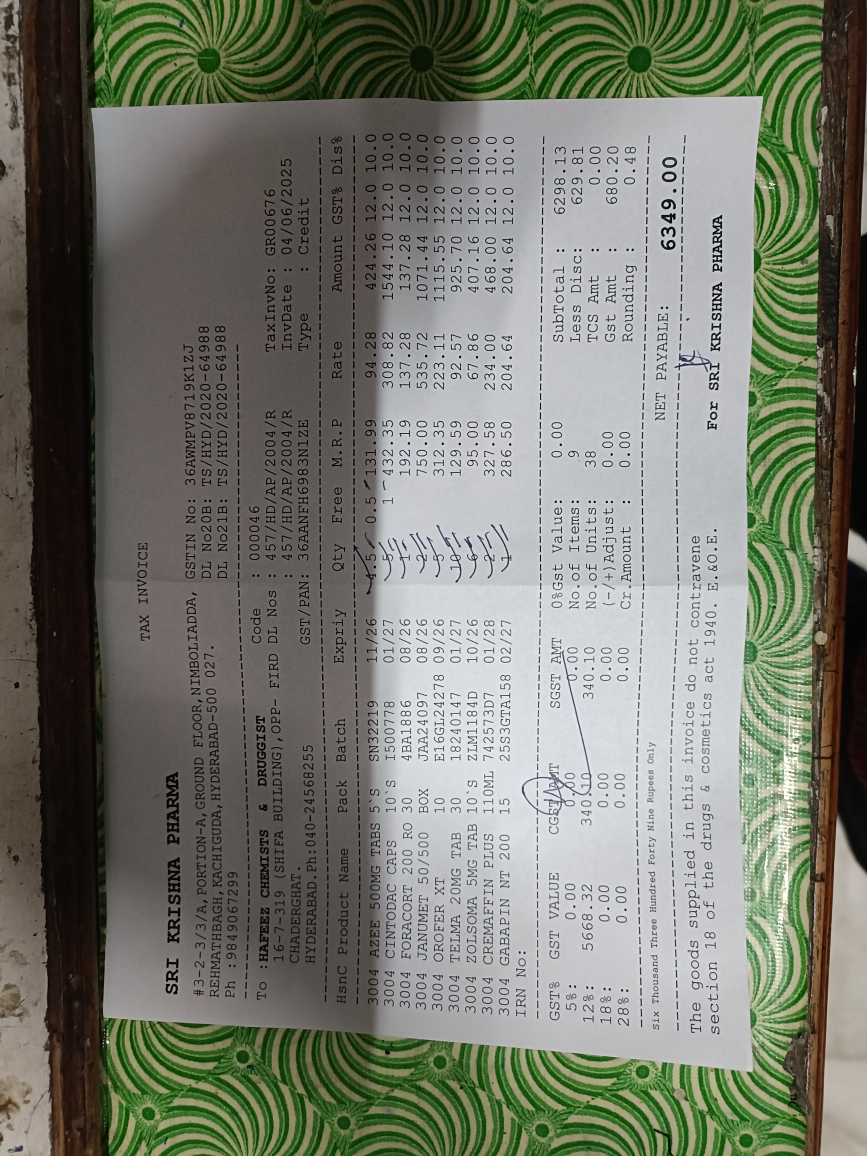 TAX INVOICE
SRI KRISHNA PHARMA
#3-2-3/3/A,PORTION-A,GROUND FLOOR,NIMBOLIADDA, GSTIN No: 36AWMPV8719K1ZJ
REHMATHBAGH,KACHIGUDA,HYDERABAD-500 027. DL No20B: TS/HYD/2020-64988
Ph :9849067299 DL No21B: TS/HYD/2020-64988
To :HAFEEZ CHEMISTS & DRUGGIST Code : 000046 TaxInvNo: GR00676
16-7-319 (SHIFA BUILDING),OPP- FIRD DL Nos : 457/HD/AP/2004/R InvDate : 04/06/2025
CHADERGHAT. : 457/HD/AP/2004/R Type : Credit
HYDERABAD.Ph:040-24568255 GST/PAN: 36AANFH6983N1ZE
HsnC Product Name Pack Batch Expriy Qty Free M.R.P Rate Amount GST% Dis%
3004 AZEE 500MG TABS 5`S SN32219 11/26 4.5 0.5 131.99 94.28 424.26 12.0 10.0
3004 CINTODAC CAPS 10`S I500778 01/27 5 1 432.35 308.82 1544.10 12.0 10.0
3004 FORACORT 200 RO 30 4BA1886 08/26 1 192.19 137.28 137.28 12.0 10.0
3004 JANUMET 50/500 BOX JAA24097 08/26 2 750.00 535.72 1071.44 12.0 10.0
3004 OROFER XT 10 E16GL24278 09/26 5 312.35 223.11 1115.55 12.0 10.0
3004 TELMA 20MG TAB 30 18240147 01/27 10 129.59 92.57 925.70 12.0 10.0
3004 ZOLSOMA 5MG TAB 10`S ZLM1184D 10/26 6 95.00 67.86 407.16 12.0 10.0
3004 CREMAFFIN PLUS 110ML 742573D7 01/28 2 327.58 234.00 468.00 12.0 10.0
3004 GABAPIN NT 200 15 25S3GTA158 02/27 1 286.50 204.64 204.64 12.0 10.0
IRN No:
GST% GST VALUE CGST AMT SGST AMT 0%Gst Value: 0.00 SubTotal : 6298.13
5%: 0.00 0.00 0.00 No.of Items: 9 Less Disc: 629.81
12%: 5668.32 340.10 340.10 No.of Units: 38 TCS Amt : 0.00
18%: 0.00 0.00 0.00 (-/+)Adjust: 0.00 Gst Amt : 680.20
28%: 0.00 0.00 0.00 Cr.Amount : 0.00 Rounding : 0.48
Six Thousand Three Hundred Forty Nine Rupees Only NET PAYABLE: 6349.00
The goods supplied in this invoice do not contravene
section 18 of the drugs & cosmetics act 1940. E.&O.E. For SRI KRISHNA PHARMA